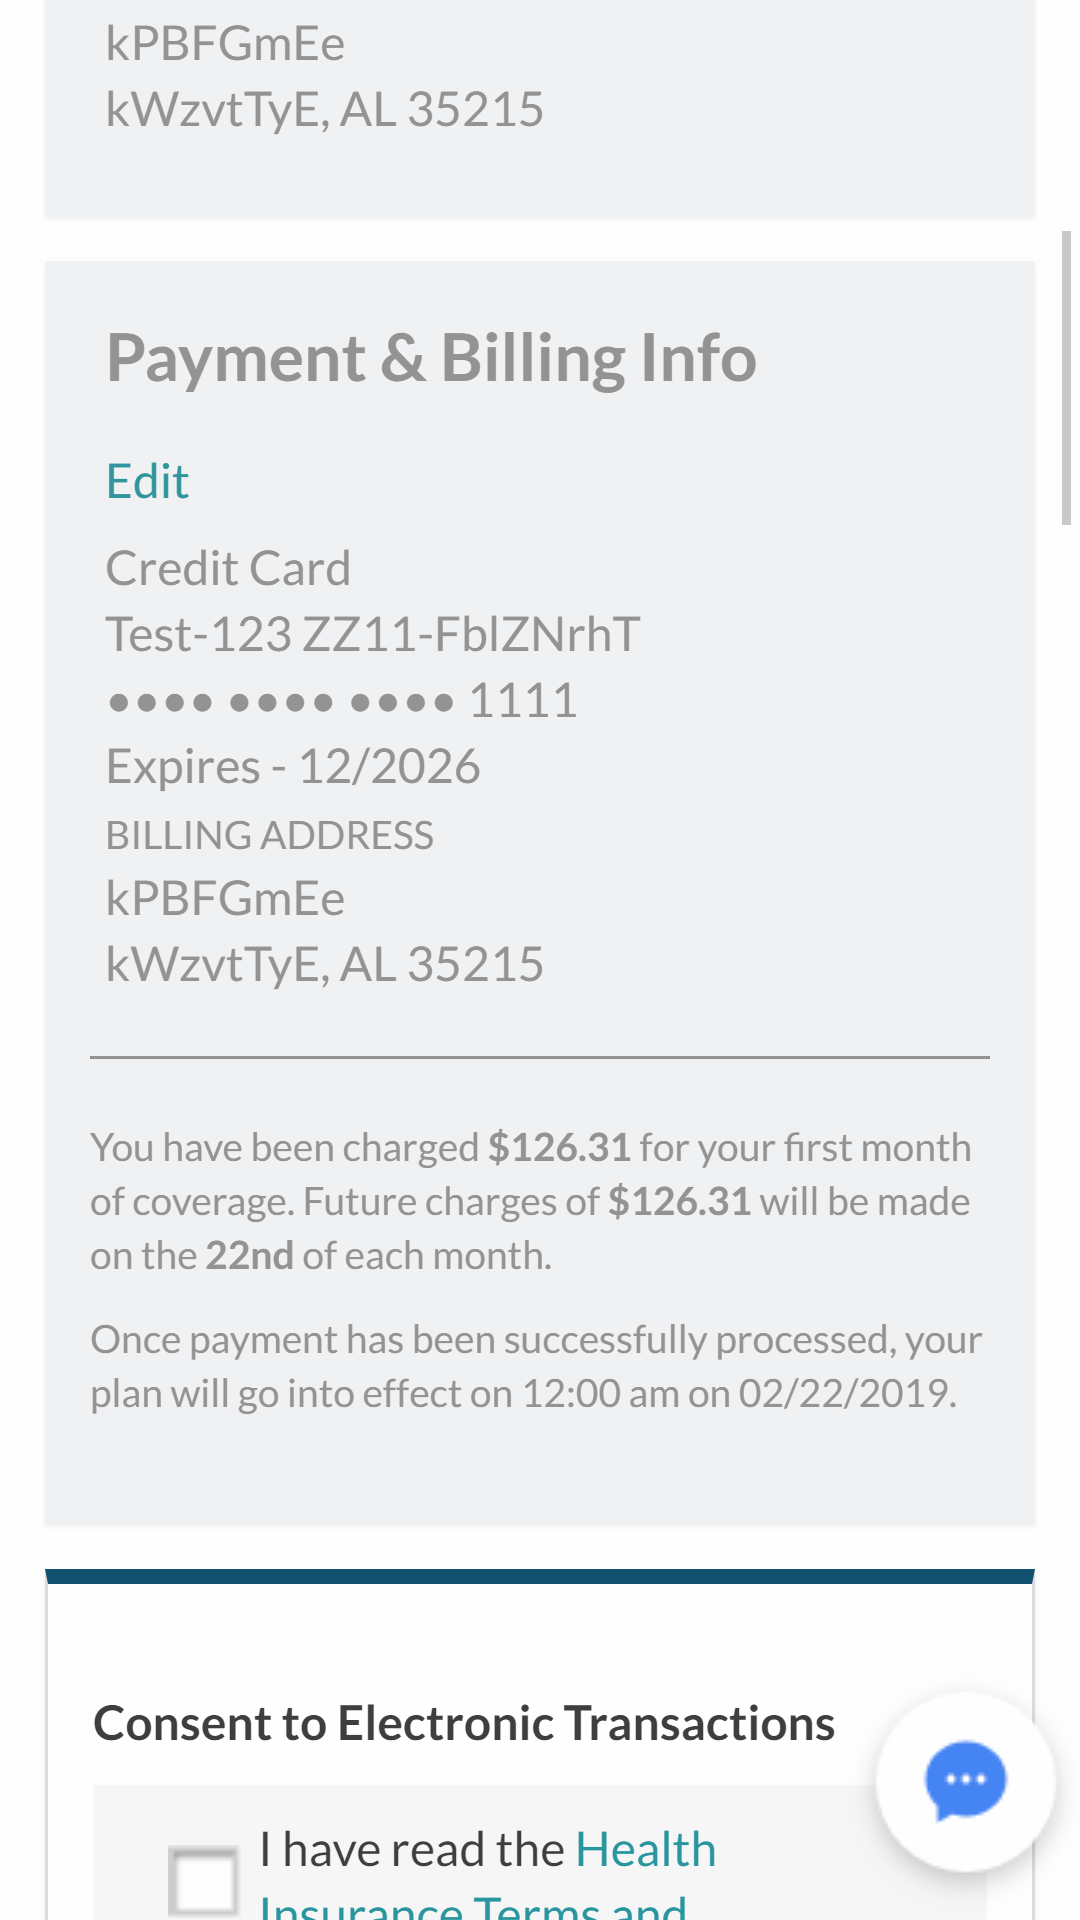 kPBFGmEe
kWzvtTyE, AL 35215
Payment & Billing Info
Edit
Credit Card
Test-123 ZZ11-FblZNrhT
●●●● ●●●● ●●●● 1111
Expires - 12/2026
BILLING ADDRESS
kPBFGmEe
kWzvtTyE, AL 35215
You have been charged $126.31 for your first month
of coverage. Future charges of $126.31 will be made
on the 22nd of each month.
Once payment has been successfully processed, your
plan will go into effect on 12:00 am on 02/22/2019.
Consent to Electronic Transactions
I have read the Health
Insurance Terms and